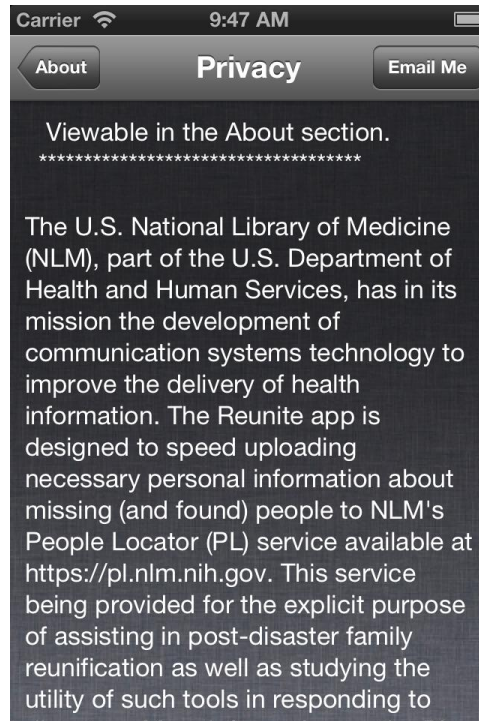 Carrier 9:47 AM
About Privacy Email Me
Viewable in the About section.
************************************
The U.S. National Library of Medicine
(NLM), part of the U.S. Department of
Health and Human Services, has in its
mission the development of
communication systems technology to
improve the delivery of health
information. The Reunite app is
designed to speed uploading
necessary personal information about
missing (and found) people to NLM's
People Locator (PL) service available at
https://pl.nlm.nih.gov. This service
being provided for the explicit purpose
of assisting in post-disaster family
reunification as well as studying the
utility of such tools in responding to